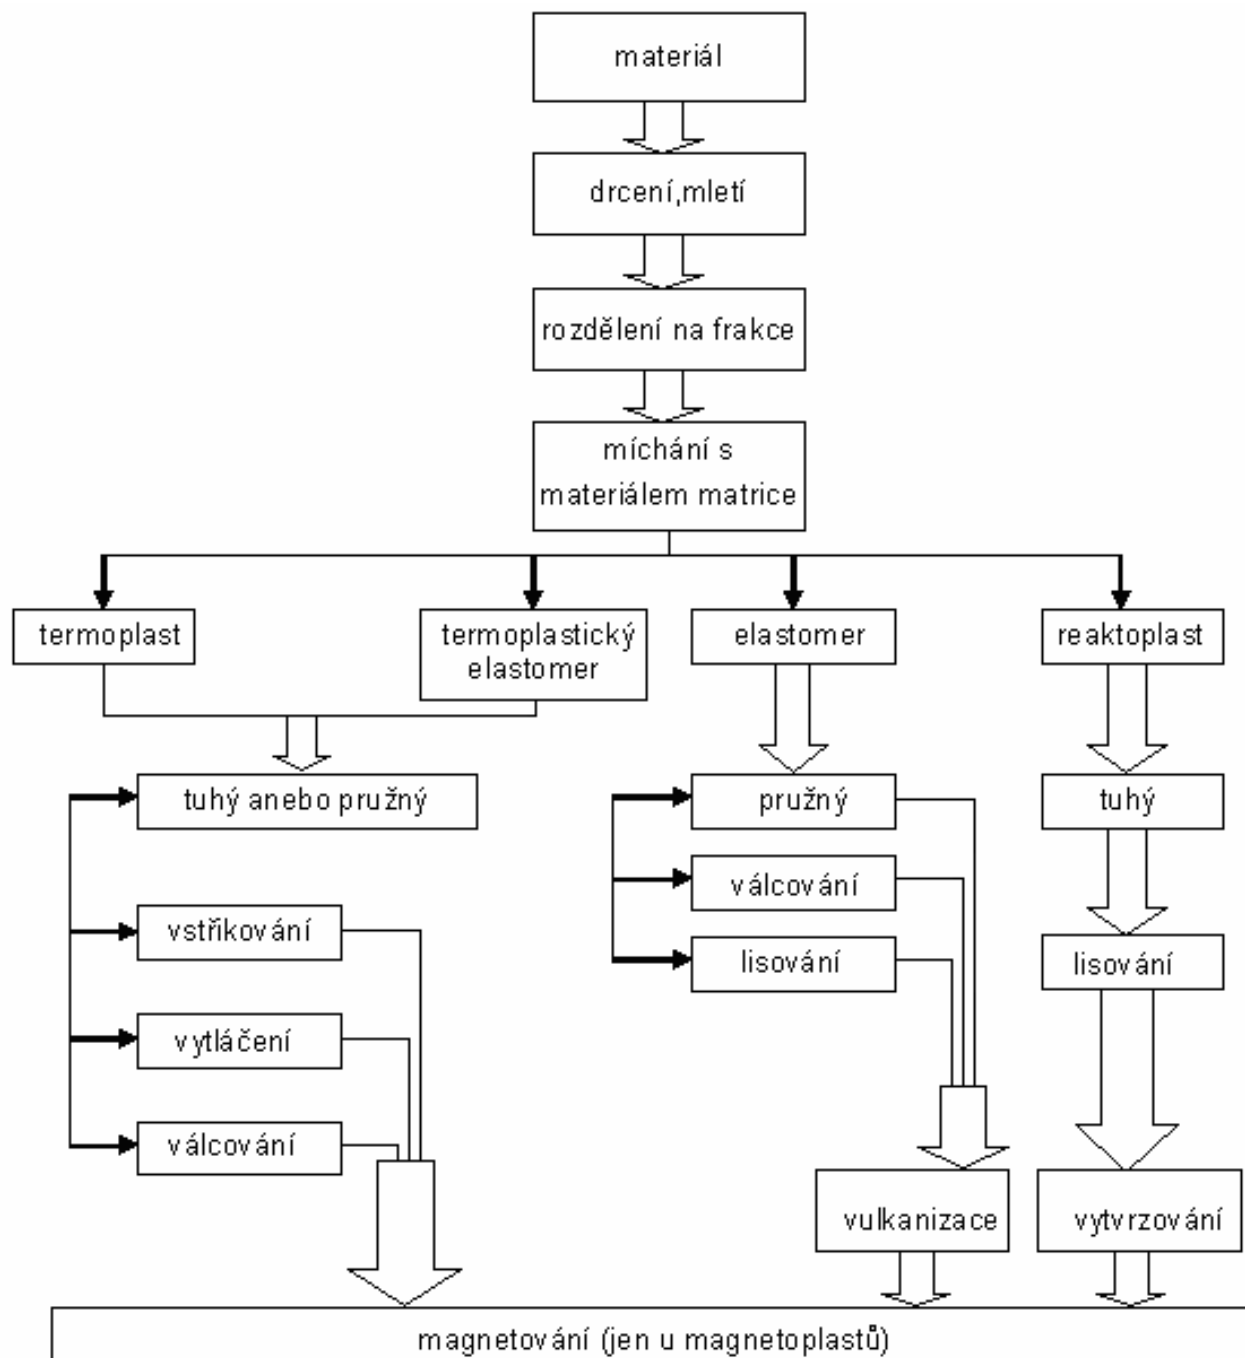 materiál
drcení,mletí
rozdělení na frakce
míchání s
materiálem matrice
termoplast
termoplastický
elastomer
elastomer
reaktoplast
tuhý anebo pružný
pružný
tuhý
válcování
vstřikování
lisování
lisování
vytláčení
válcování
vulkanizace
vytvrzování
magnetování (jen u magnetoplastů)